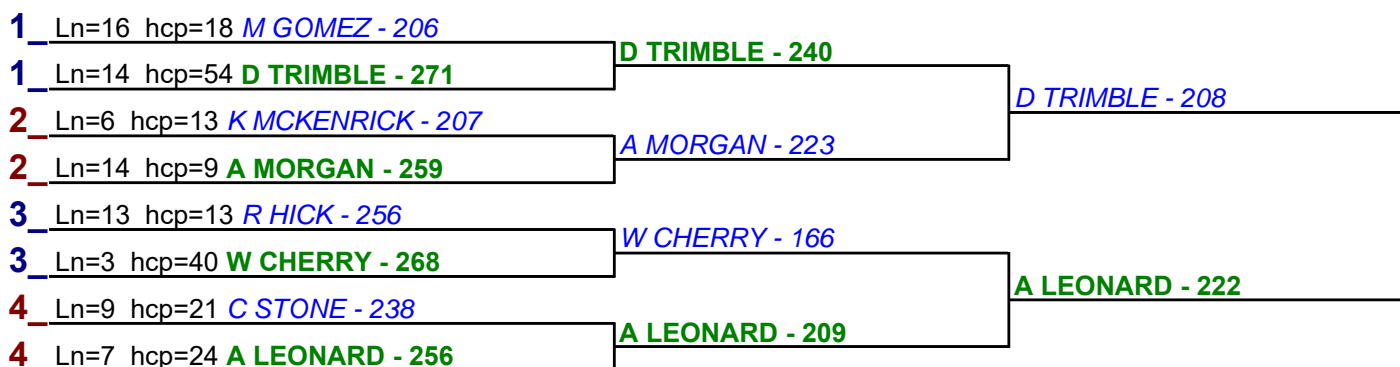 1_ Ln=16 hcp=18 M GOMEZ - 206
D TRIMBLE - 240
1_ Ln=14 hcp=54 D TRIMBLE - 271
D TRIMBLE - 208
2_ Ln=6 hcp=13 K MCKENRICK - 207
A MORGAN - 223
2_ Ln=14 hcp=9 A MORGAN - 259
3_ Ln=13 hcp=13 R HICK - 256
W CHERRY - 166
3_ Ln=3 hcp=40 W CHERRY - 268
A LEONARD - 222
4_ Ln=9 hcp=21 C STONE - 238
A LEONARD - 209
4 Ln=7 hcp=24 A LEONARD - 256